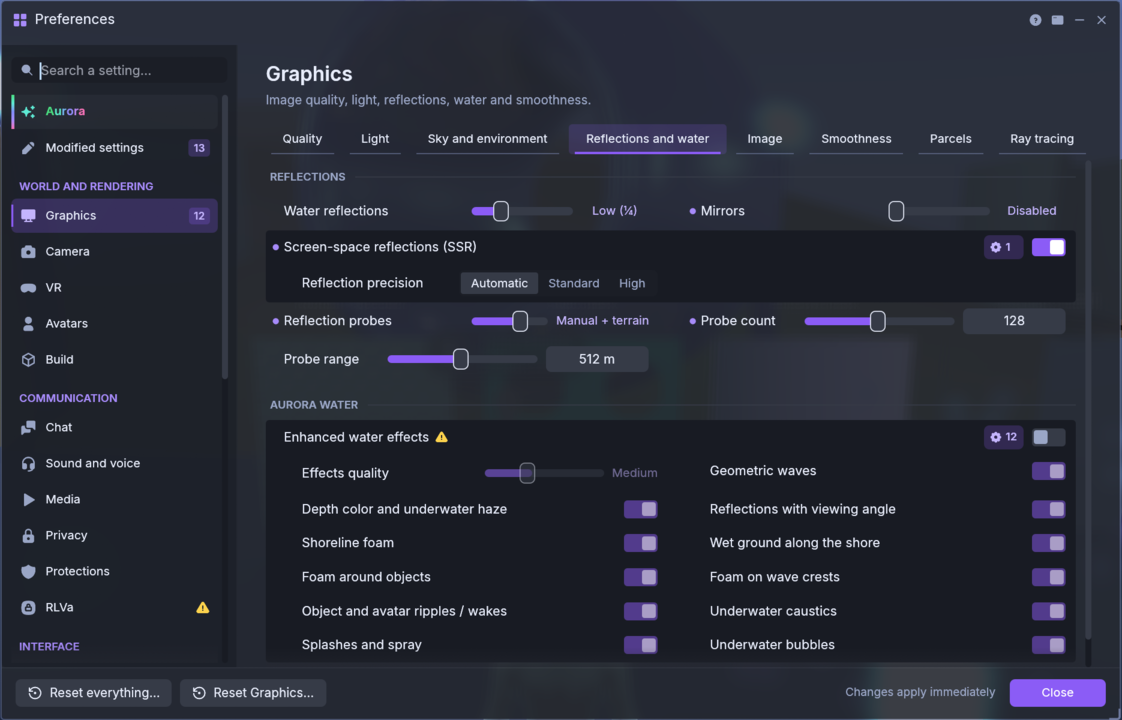 Preferences
Search a setting...
Aurora
Modified settings 13
WORLD AND RENDERING
Graphics 12
Camera
VR
Avatars
Build
COMMUNICATION
Chat
Sound and voice
Media
Privacy
Protections
RLVa
INTERFACE
Graphics
Image quality, light, reflections, water and smoothness.
Quality Light Sky and environment Reflections and water Image Smoothness Parcels Ray tracing
REFLECTIONS
Water reflections Low (¼) Mirrors Disabled
Screen-space reflections (SSR) 1
Reflection precision Automatic Standard High
Reflection probes Manual + terrain Probe count 128
Probe range 512 m
AURORA WATER
Enhanced water effects 12
Effects quality Medium Geometric waves
Depth color and underwater haze Reflections with viewing angle
Shoreline foam Wet ground along the shore
Foam around objects Foam on wave crests
Object and avatar ripples / wakes Underwater caustics
Splashes and spray Underwater bubbles
Reset everything... Reset Graphics... Changes apply immediately Close